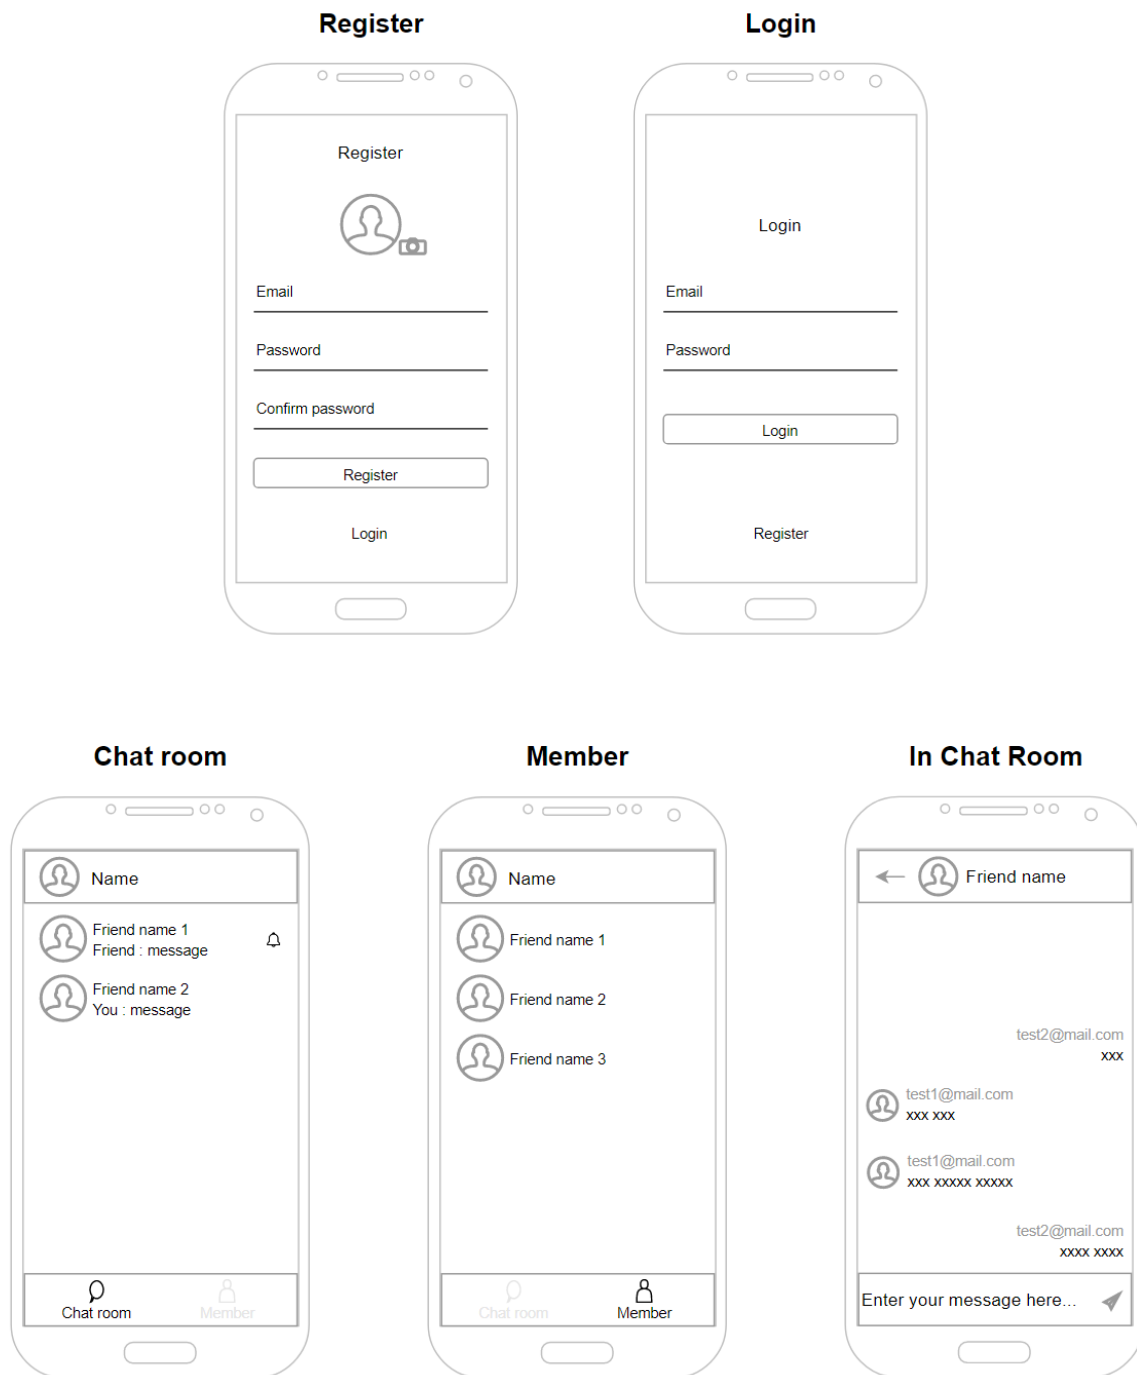 Register
Login
Register
Email
Password
Confirm password
Register
Login
Login
Email
Password
Login
Register
Chat room
Member
In Chat Room
Name
Friend name 1
Friend : message
Friend name 2
You : message
Chat room
Member
Name
Friend name 1
Friend name 2
Friend name 3
Chat room
Member
Friend name
test2@mail.com
xxx
test1@mail.com
xxx xxx
test1@mail.com
xxx xxxxx xxxxx
test2@mail.com
xxxx xxxx
Enter your message here...